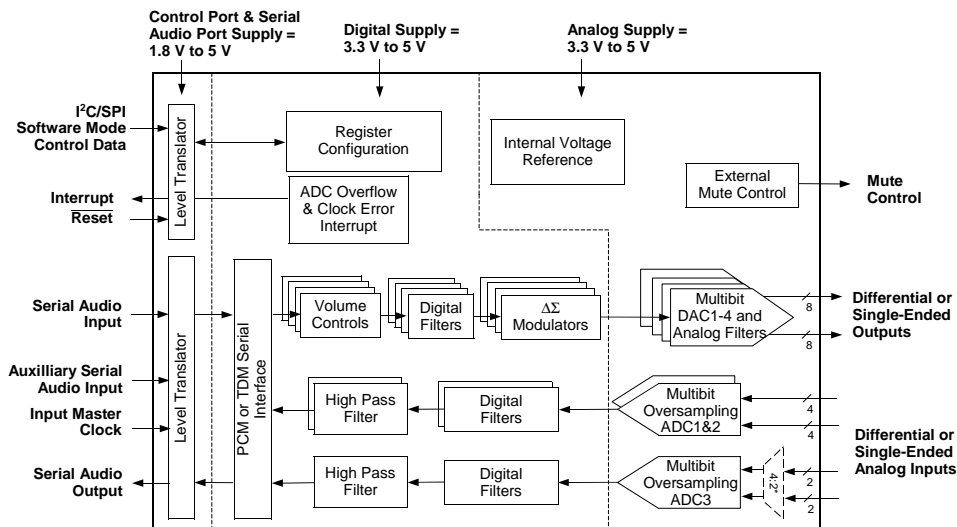 Control Port & Serial
Audio Port Supply =
1.8 V to 5 V
Digital Supply =
3.3 V to 5 V
Analog Supply =
3.3 V to 5 V
I²C/SPI
Software Mode
Control Data
Interrupt
Reset
Level Translator
Register
Configuration
ADC Overflow
& Clock Error
Interrupt
Internal Voltage
Reference
External
Mute Control
Mute
Control
Serial Audio
Input
Auxilliary Serial
Audio Input
Input Master
Clock
Serial Audio
Output
Level Translator
PCM or TDM Serial
Interface
Volume
Controls
Digital
Filters
ΔΣ
Modulators
Multibit
DAC1-4 and
Analog Filters
8
8
Differential or
Single-Ended
Outputs
High Pass
Filter
Digital
Filters
Multibit
Oversampling
ADC1&2
4
4
High Pass
Filter
Digital
Filters
Multibit
Oversampling
ADC3
4:2*
2
2
Differential or
Single-Ended
Analog Inputs